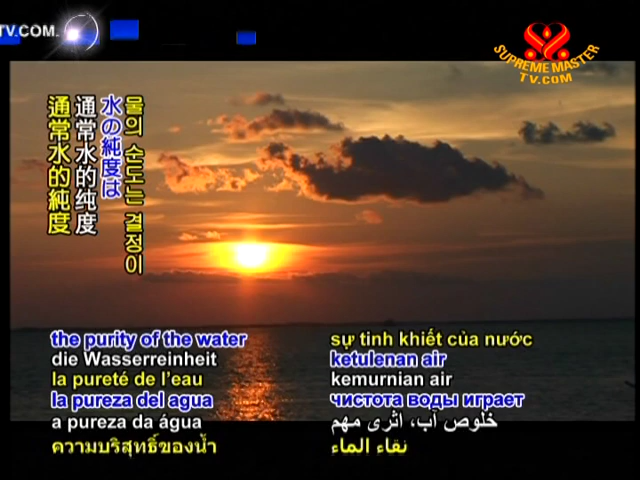 TV.COM.
SUPREME MASTER
TV.COM
물의 순도는 결정이
水の純度は
通常水的纯度
通常水的純度
the purity of the water
die Wasserreinheit
la pureté de l'eau
la pureza del agua
a pureza da água
ความบริสุทธิ์ของน้ำ
sự tinh khiết của nước
ketulenan air
kemurnian air
чистота воды играет
خلوص آب، اثری مهم
نقاء الماء